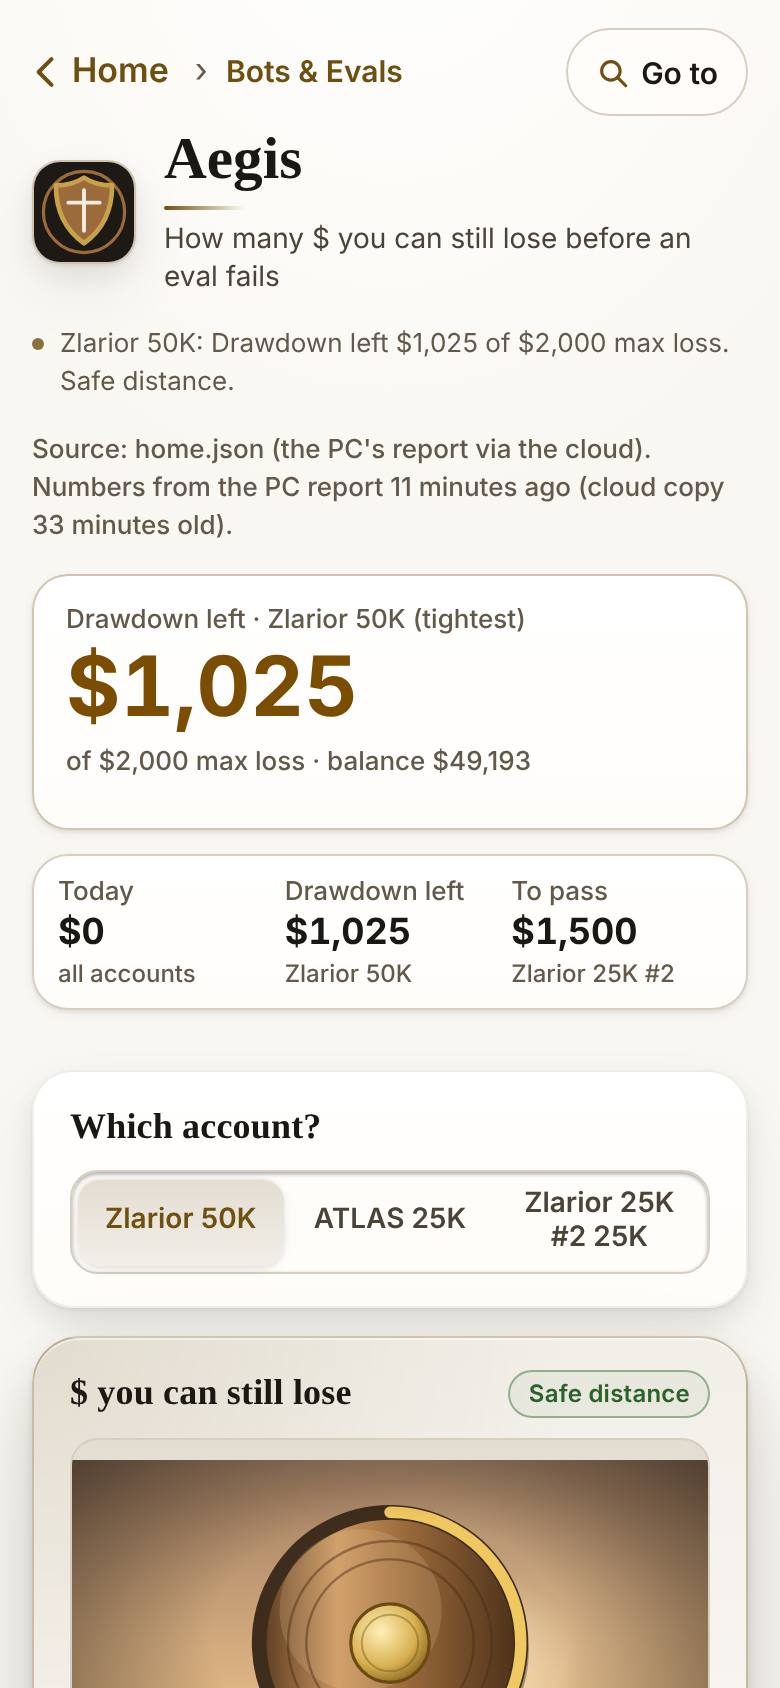 Home › Bots & Evals
Go to
Aegis
How many $ you can still lose before an
eval fails
Zlarior 50K: Drawdown left $1,025 of $2,000 max loss.
Safe distance.
Source: home.json (the PC's report via the cloud).
Numbers from the PC report 11 minutes ago (cloud copy
33 minutes old).
Drawdown left · Zlarior 50K (tightest)
$1,025
of $2,000 max loss · balance $49,193
Today
$0
all accounts
Drawdown left
$1,025
Zlarior 50K
To pass
$1,500
Zlarior 25K #2
Which account?
Zlarior 50K
ATLAS 25K
Zlarior 25K
#2 25K
$ you can still lose
Safe distance